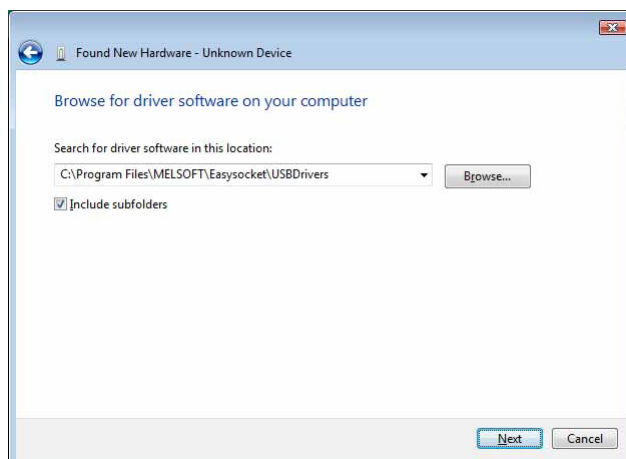 Found New Hardware - Unknown Device
Browse for driver software on your computer
Search for driver software in this location:
C:\Program Files\MELSOFT\Easysocket\USBDrivers
Browse...
Include subfolders
Next
Cancel